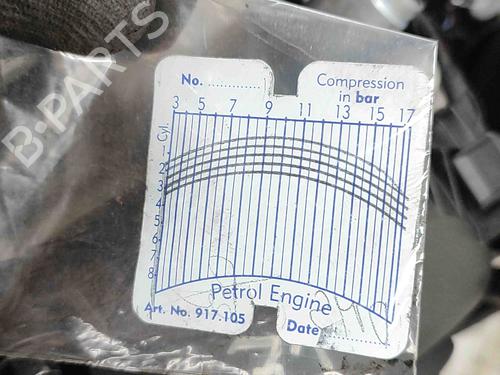 B-PARTS
No. ............
Compression
in bar
3 5 7 9 11 13 15 17
Cyl.
1
2
3
4
5
6
7
8
Petrol Engine
Art. No. 917.105
Date